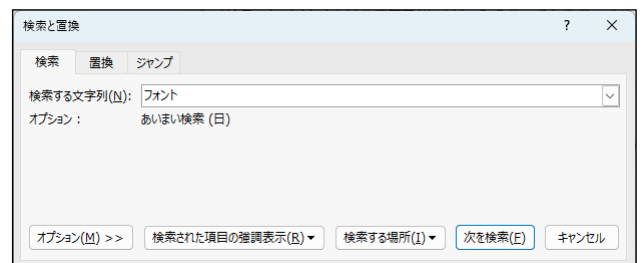 検索と置換 ? ×
検索 置換 ジャンプ
検索する文字列(N): フォント
オプション : あいまい検索 (日)
オプション(M) >> 検索された項目の強調表示(R)▼ 検索する場所(I)▼ 次を検索(F) キャンセル